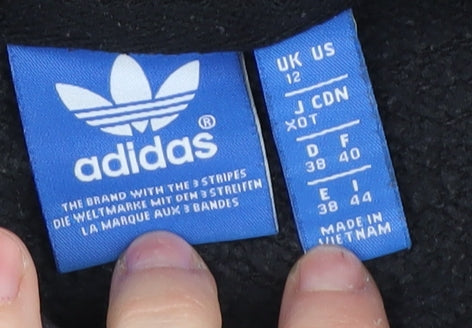 adidas®
THE BRAND WITH THE 3 STRIPES
DIE WELTMARKE MIT DEN 3 STREIFEN
LA MARQUE AUX 3 BANDES
UK US
12
J CDN
XOT
D F
38 40
E I
38 44
MADE IN
VIETNAM